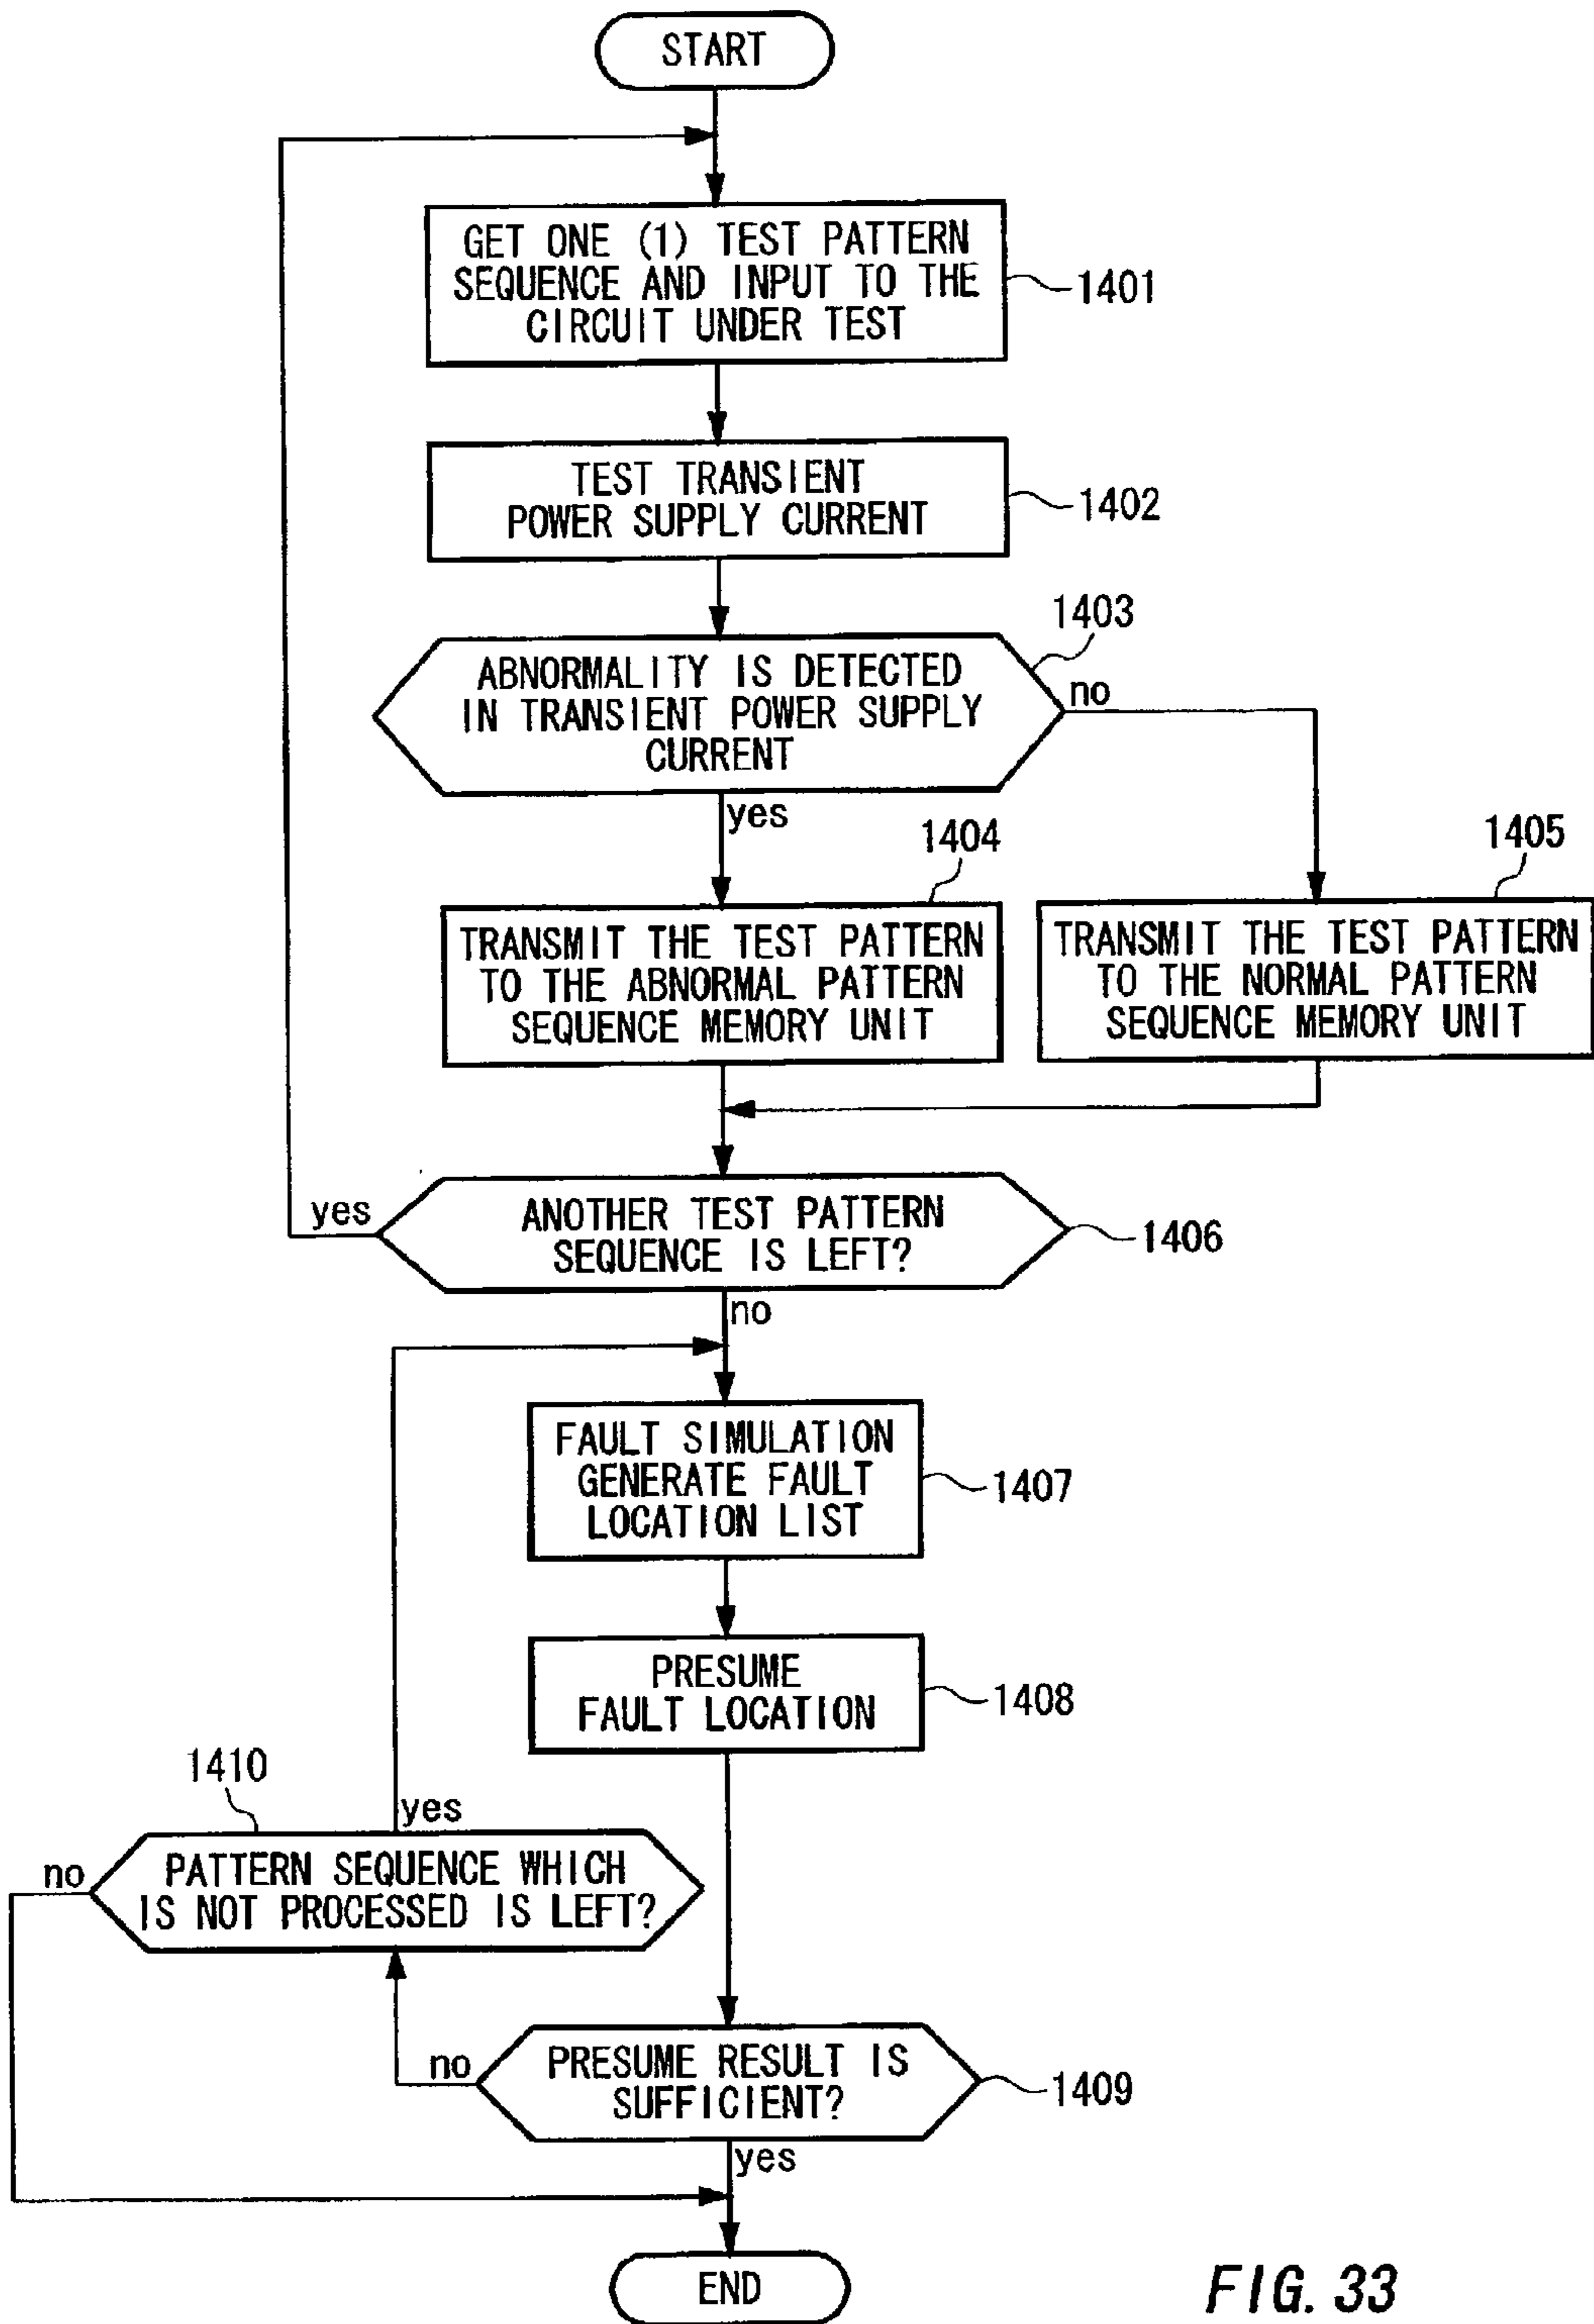 START
GET ONE (1) TEST PATTERN
SEQUENCE AND INPUT TO THE
CIRCUIT UNDER TEST
1401
TEST TRANSIENT
POWER SUPPLY CURRENT
1402
1403
ABNORMALITY IS DETECTED
IN TRANSIENT POWER SUPPLY
CURRENT
no
yes
1404
1405
TRANSMIT THE TEST PATTERN
TO THE ABNORMAL PATTERN
SEQUENCE MEMORY UNIT
TRANSMIT THE TEST PATTERN
TO THE NORMAL PATTERN
SEQUENCE MEMORY UNIT
yes
ANOTHER TEST PATTERN
SEQUENCE IS LEFT?
1406
no
FAULT SIMULATION
GENERATE FAULT
LOCATION LIST
1407
PRESUME
FAULT LOCATION
1408
1410
yes
no
PATTERN SEQUENCE WHICH
IS NOT PROCESSED IS LEFT?
no
PRESUME RESULT IS
SUFFICIENT?
1409
yes
END
FIG. 33